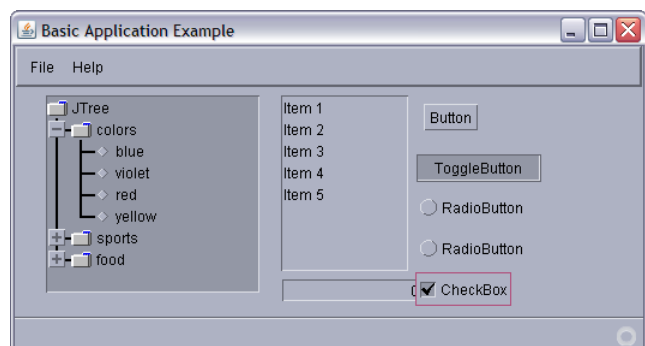 Basic Application Example
File Help
JTree
colors
blue
violet
red
yellow
sports
food
Item 1
Item 2
Item 3
Item 4
Item 5
Button
ToggleButton
RadioButton
RadioButton
CheckBox